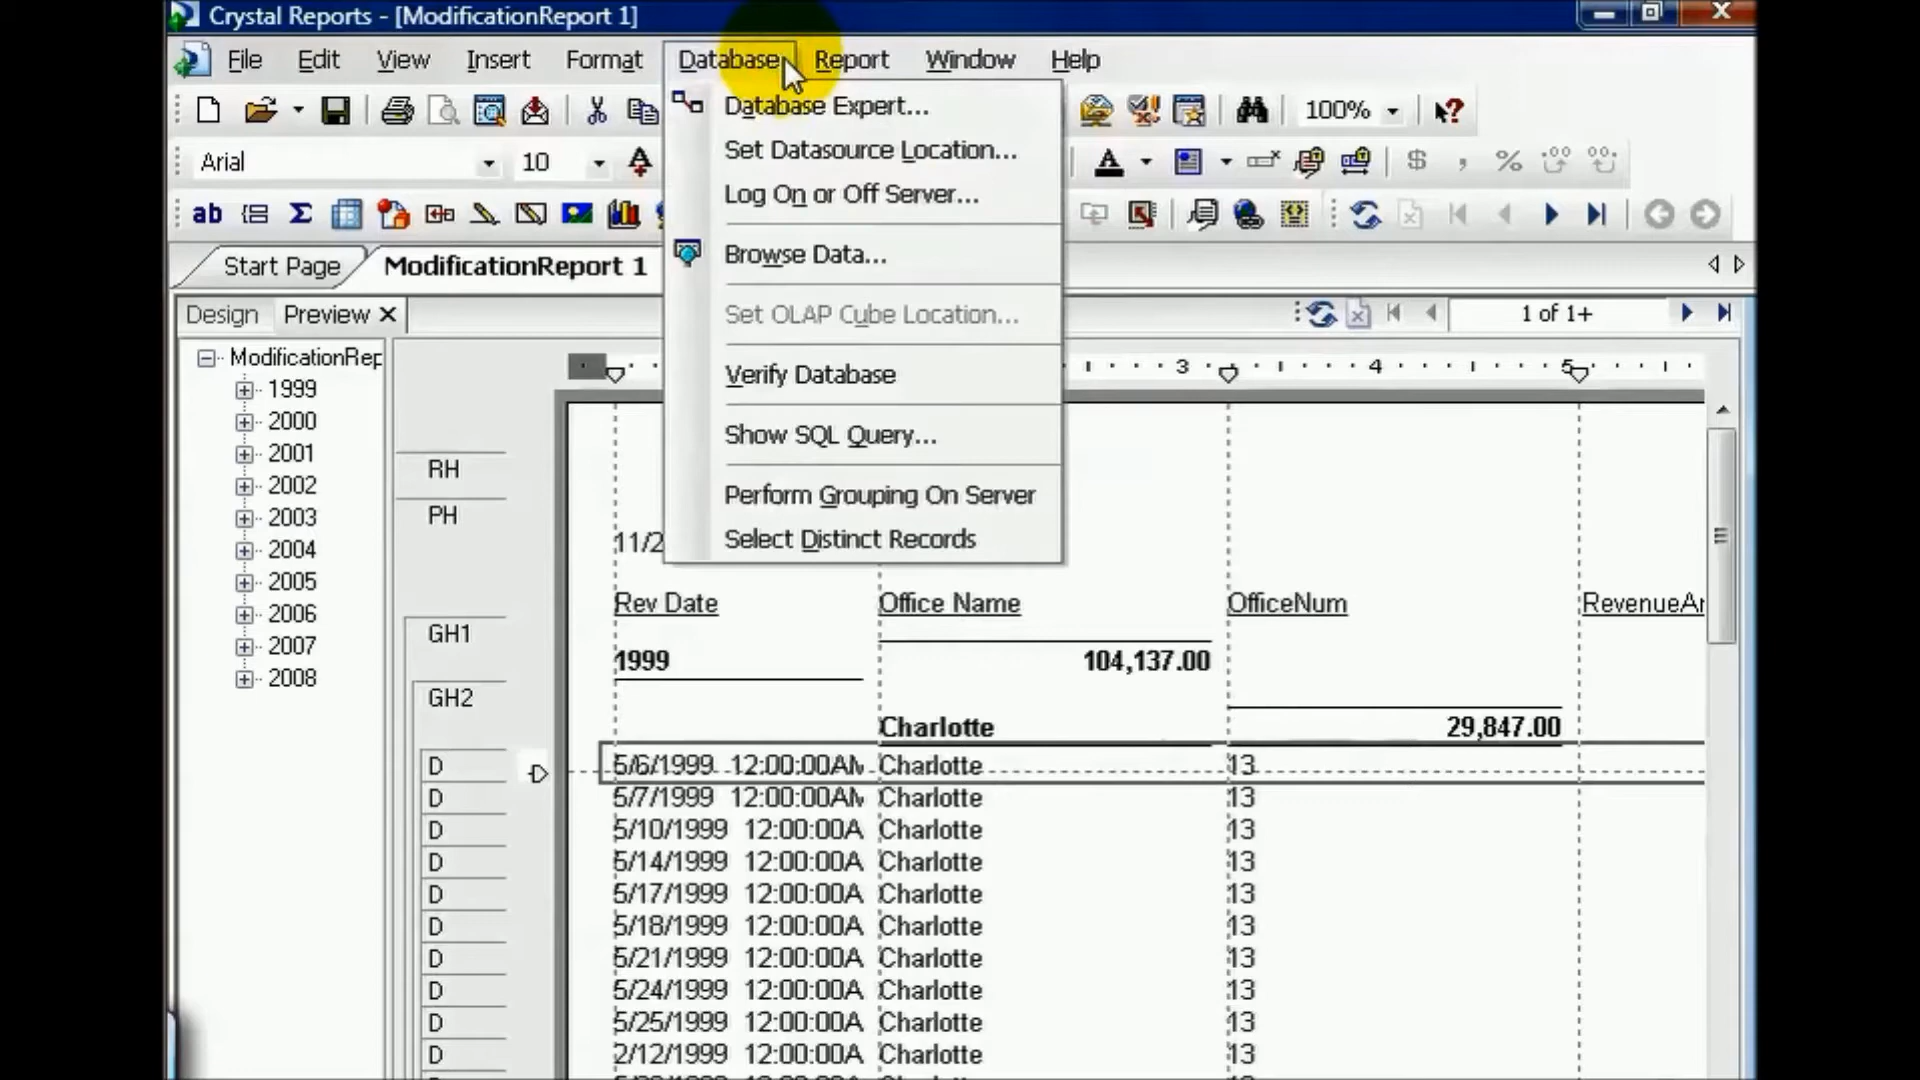 Crystal Reports - [ModificationReport 1]
File Edit View Insert Format Database Report Window Help
Database Expert...
100%
Set Datasource Location...
Arial 10
Log On or Off Server...
ab
Browse Data...
Start Page ModificationReport 1
Set OLAP Cube Location...
Design Preview
1 of 1+
ModificationRep
1999
2000
2001
2002
2003
2004
2005
2006
2007
2008
Verify Database
3 4 5
Show SQL Query...
Perform Grouping On Server
Select Distinct Records
RH
PH
11/2
Rev Date Office Name OfficeNum RevenueAr
GH1
1999 104,137.00
GH2
Charlotte 29,847.00
D 5/6/1999 12:00:00AM Charlotte 13
D 5/7/1999 12:00:00AM Charlotte 13
D 5/10/1999 12:00:00A Charlotte 13
D 5/14/1999 12:00:00A Charlotte 13
D 5/17/1999 12:00:00A Charlotte 13
D 5/18/1999 12:00:00A Charlotte 13
D 5/21/1999 12:00:00A Charlotte 13
D 5/24/1999 12:00:00A Charlotte 13
D 5/25/1999 12:00:00A Charlotte 13
D 2/12/1999 12:00:00A Charlotte 13